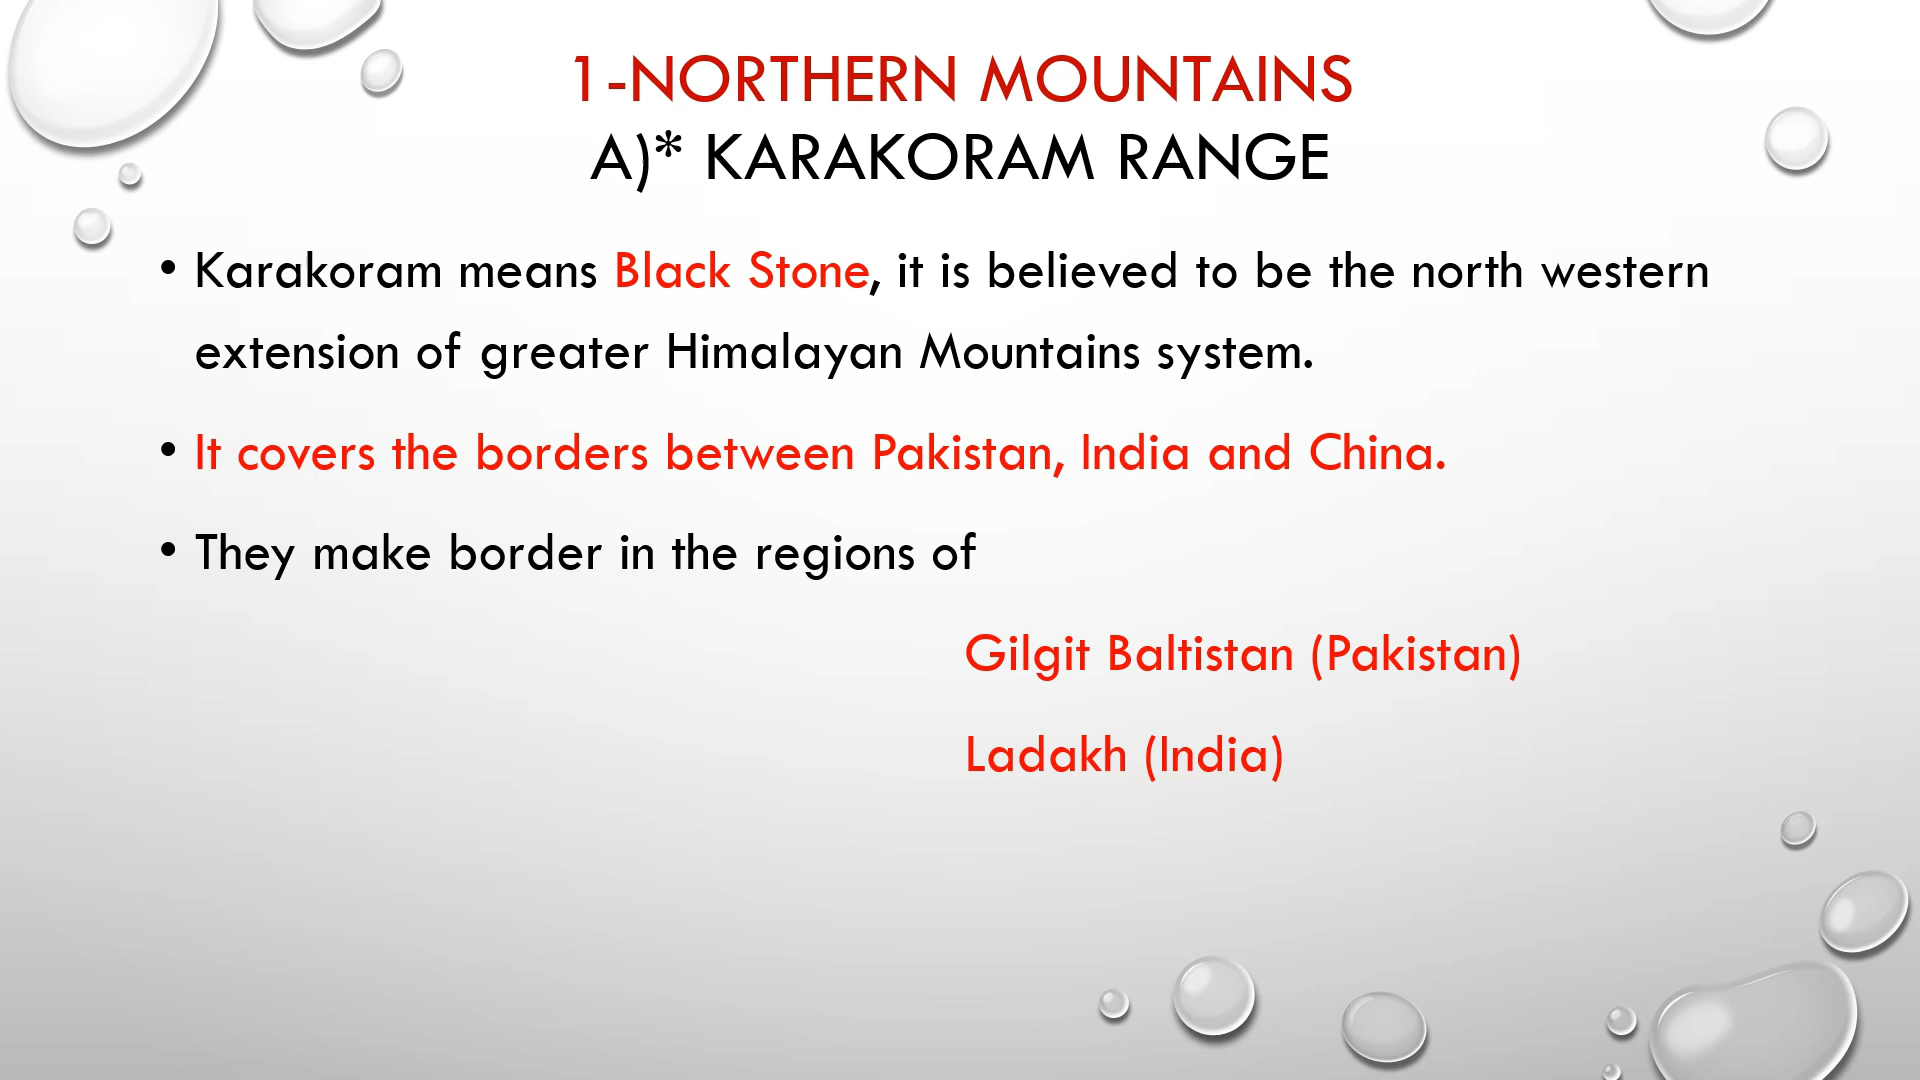 1-NORTHERN MOUNTAINS
A)* KARAKORAM RANGE
• Karakoram means Black Stone, it is believed to be the north western
extension of greater Himalayan Mountains system.
• It covers the borders between Pakistan, India and China.
• They make border in the regions of
Gilgit Baltistan (Pakistan)
Ladakh (India)